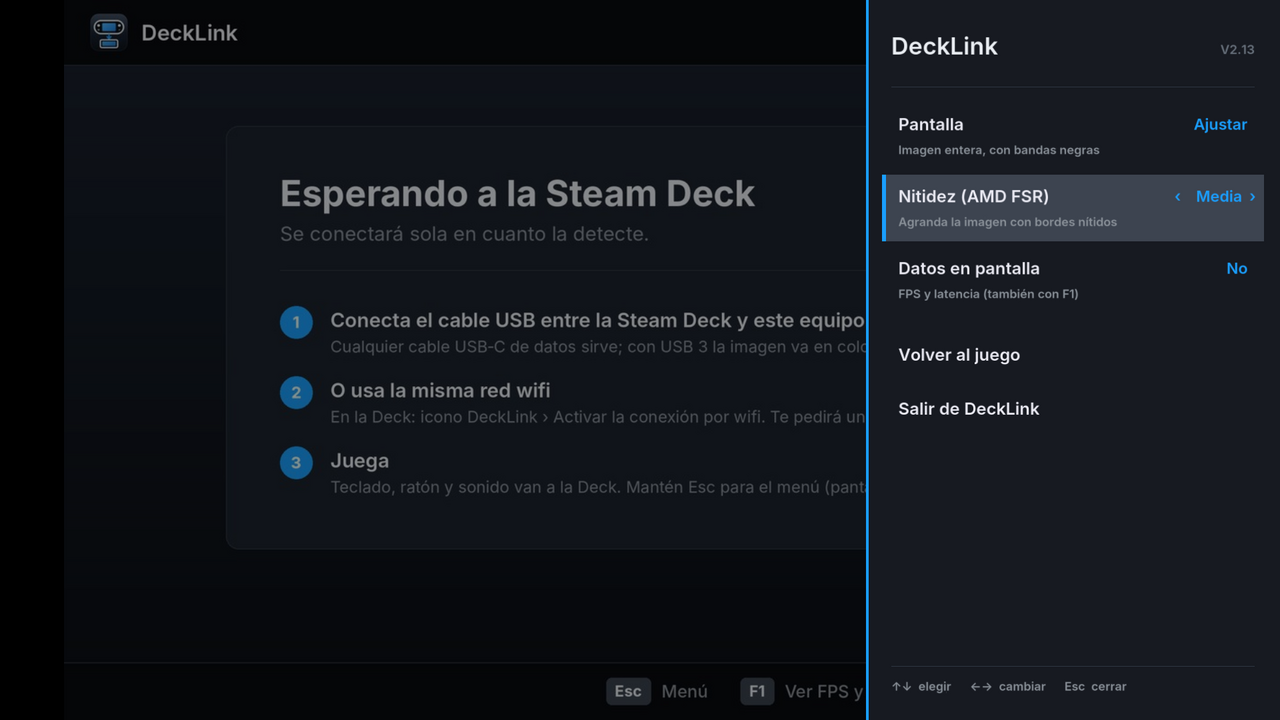 DeckLink
Esperando a la Steam Deck
Se conectará sola en cuanto la detecte.
1
Conecta el cable USB entre la Steam Deck y este equipo
Cualquier cable USB-C de datos sirve; con USB 3 la imagen va en
2
O usa la misma red wifi
En la Deck: icono DeckLink › Activar la conexión por wifi. Te pedirá un
3
Juega
Teclado, ratón y sonido van a la Deck. Mantén Esc para el menú
Esc Menú F1 Ver FPS y
DeckLink V2.13
Pantalla Ajustar
Imagen entera, con bandas negras
Nitidez (AMD FSR) ‹ Media ›
Agranda la imagen con bordes nítidos
Datos en pantalla No
FPS y latencia (también con F1)
Volver al juego
Salir de DeckLink
↑↓ elegir ←→ cambiar Esc cerrar